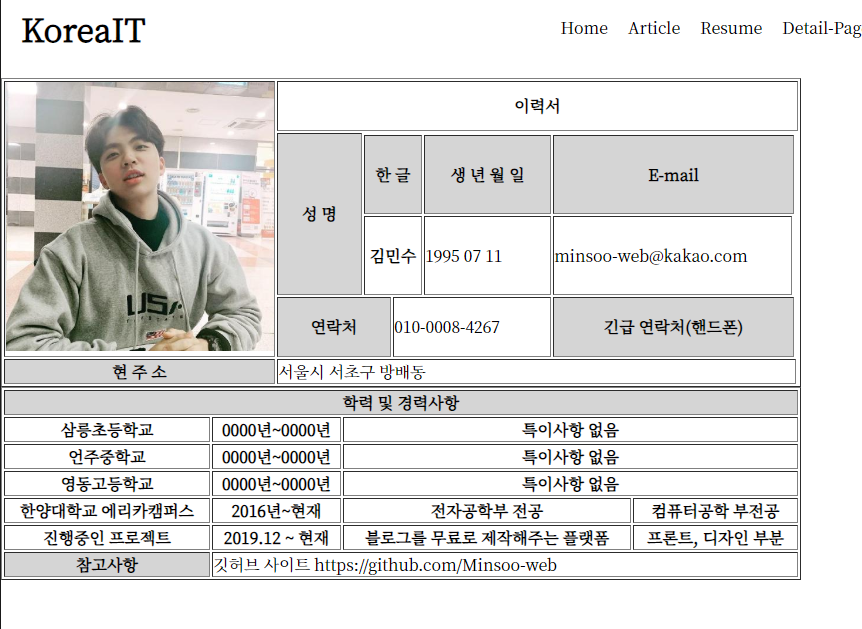 KoreaIT
Home Article Resume Detail-Pag
이력서
성 명
한 글 생 년 월 일 E-mail
김민수 1995 07 11 minsoo-web@kakao.com
연락처 010-0008-4267 긴급 연락처(핸드폰)
USA
현 주 소 서울시 서초구 방배동
학력 및 경력사항
삼릉초등학교 0000년~0000년 특이사항 없음
언주중학교 0000년~0000년 특이사항 없음
영동고등학교 0000년~0000년 특이사항 없음
한양대학교 에리카캠퍼스 2016년~현재 전자공학부 전공 컴퓨터공학 부전공
진행중인 프로젝트 2019.12 ~ 현재 블로그를 무료로 제작해주는 플랫폼 프론트, 디자인 부분
참고사항 깃허브 사이트 https://github.com/Minsoo-web